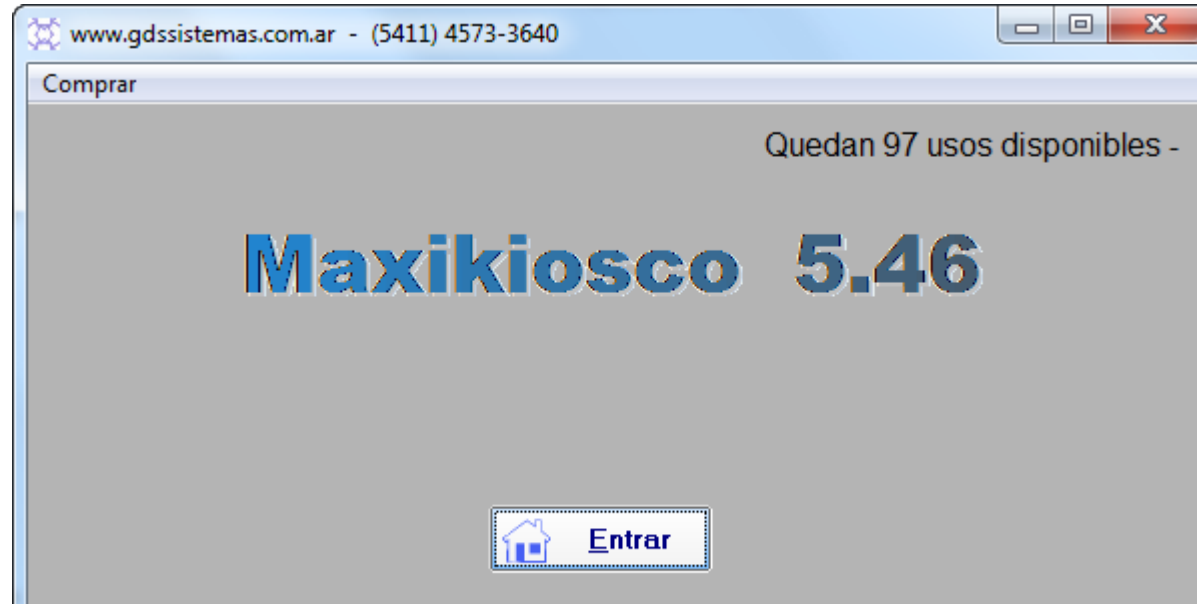 www.gdssistemas.com.ar - (5411) 4573-3640
Comprar
Quedan 97 usos disponibles -
Maxikiosco 5.46
Entrar